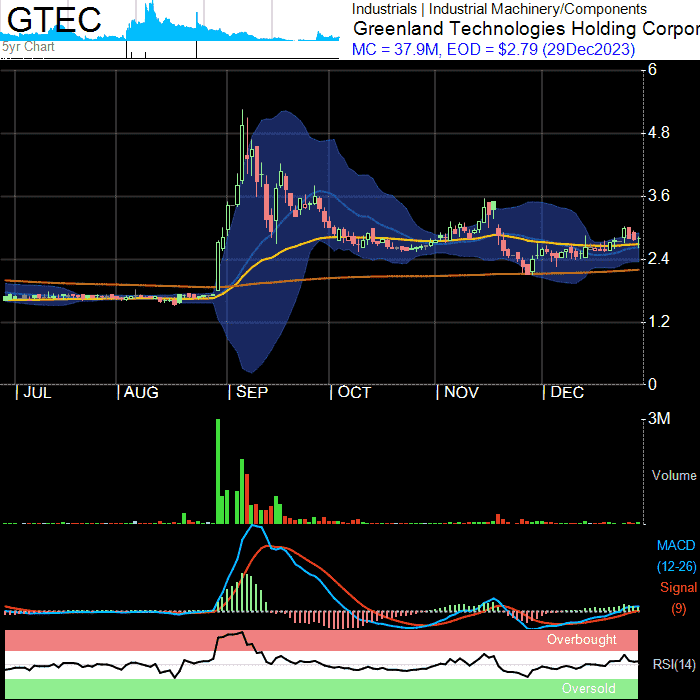 GTEC
5yr Chart
Industrials | Industrial Machinery/Components
Greenland Technologies Holding Corpor
MC = 37.9M, EOD = $2.79 (29Dec2023)
6
4.8
3.6
2.4
1.2
0
JUL AUG SEP OCT NOV DEC
3M
Volume
MACD
(12-26)
Signal
(9)
Overbought
RSI(14)
Oversold